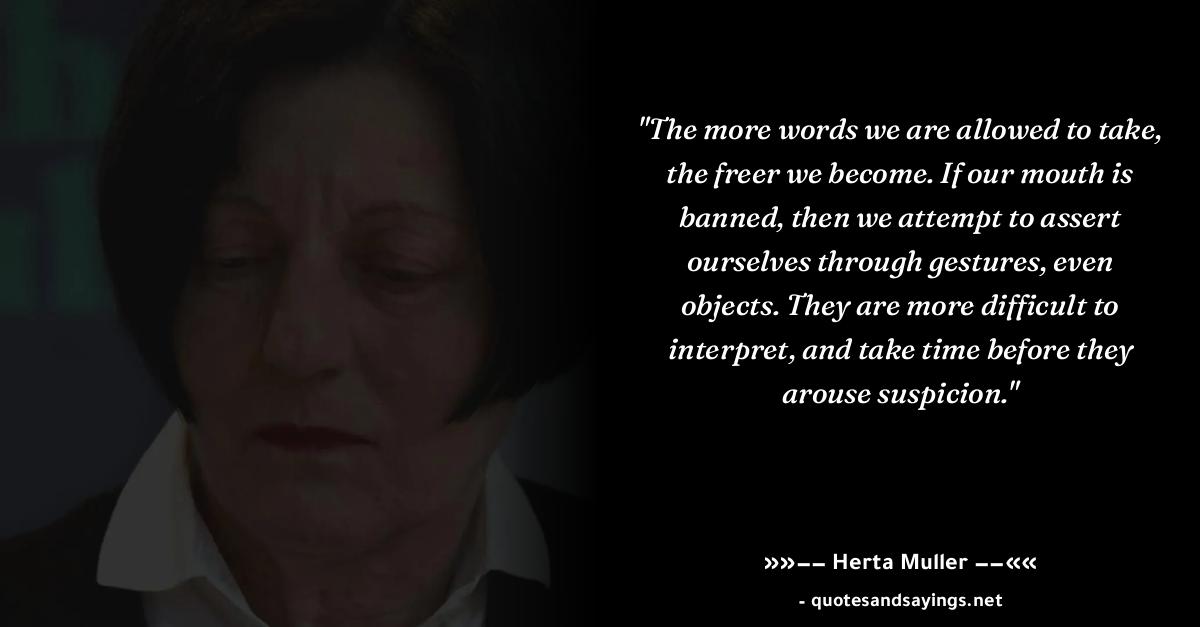 "The more words we are allowed to take,
the freer we become. If our mouth is
banned, then we attempt to assert
ourselves through gestures, even
objects. They are more difficult to
interpret, and take time before they
arouse suspicion."
»»–– Herta Muller ––««
- quotesandsayings.net